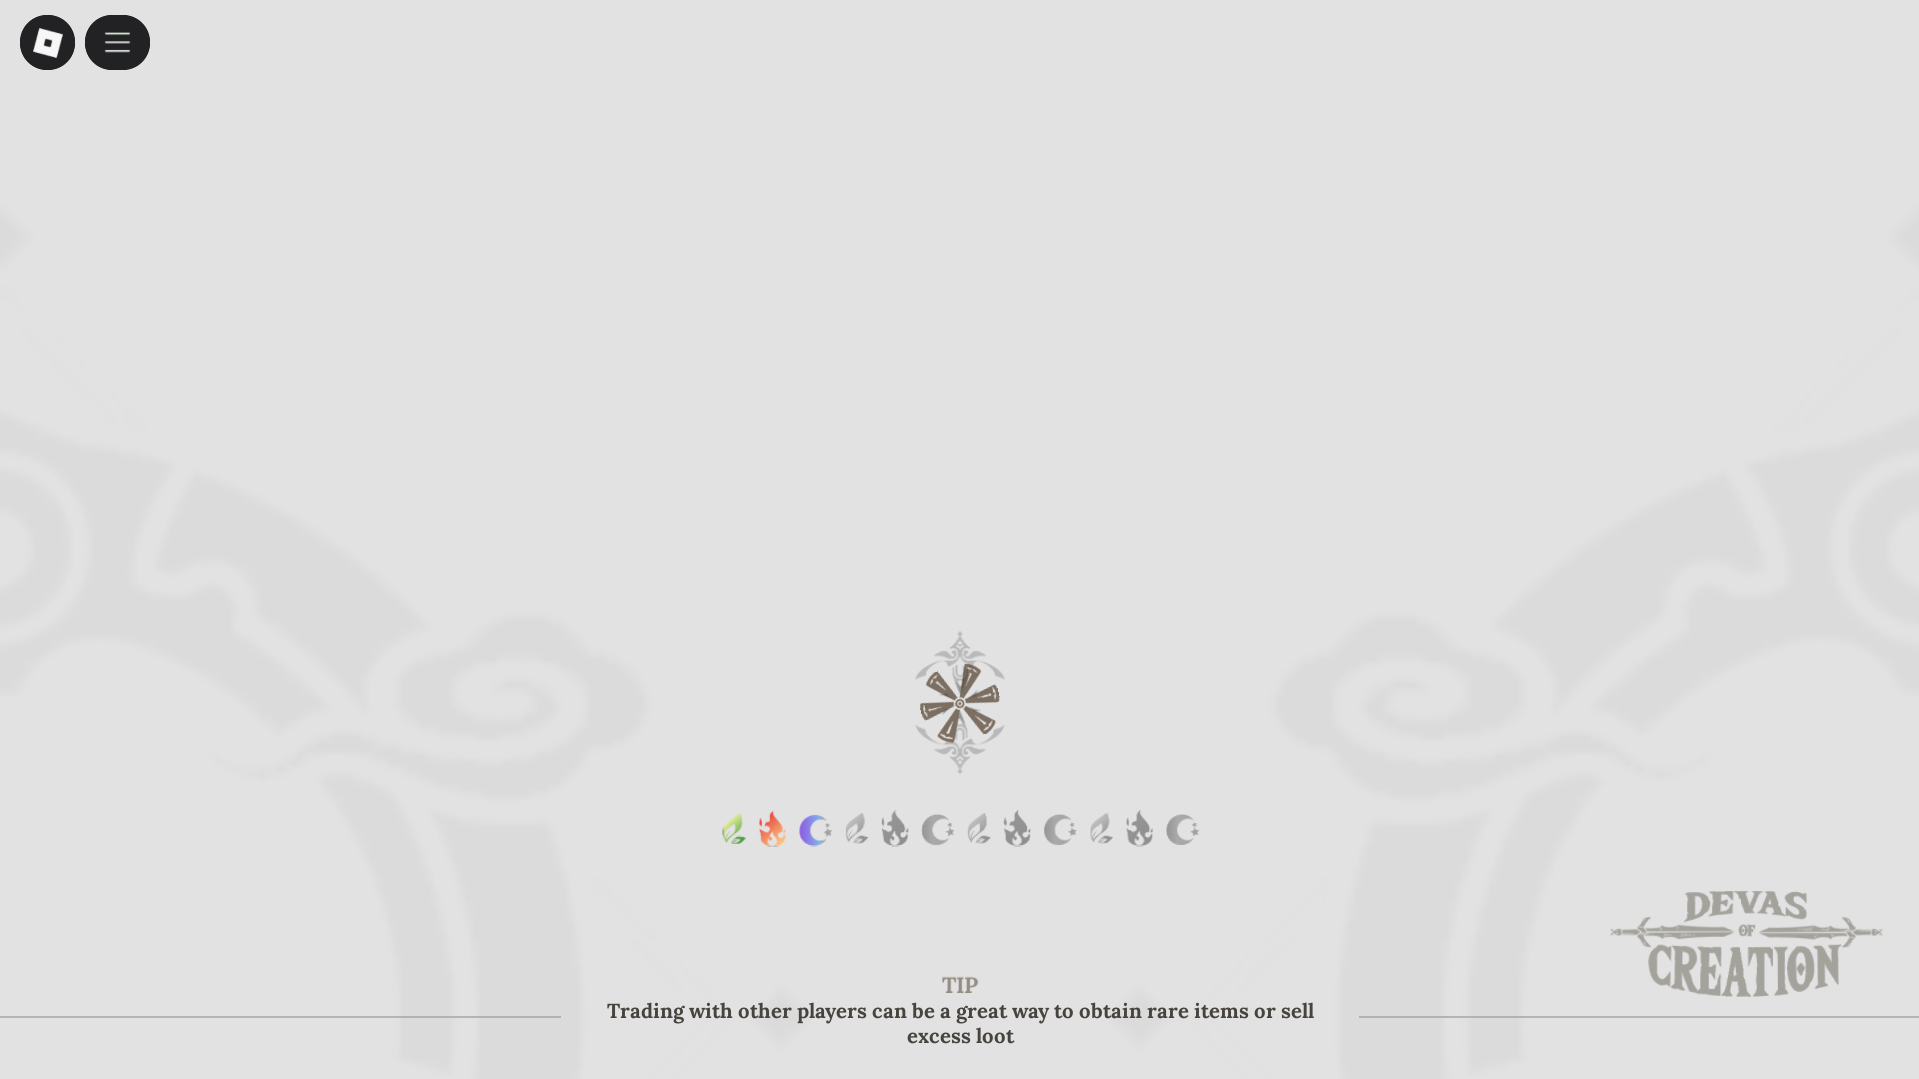 TIP
Trading with other players can be a great way to obtain rare items or sell
excess loot
DEVAS
OF
CREATION